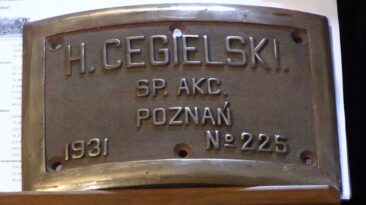 H. CEGIELSKI.
SP. AKC.
POZNAŃ
1931 No 225